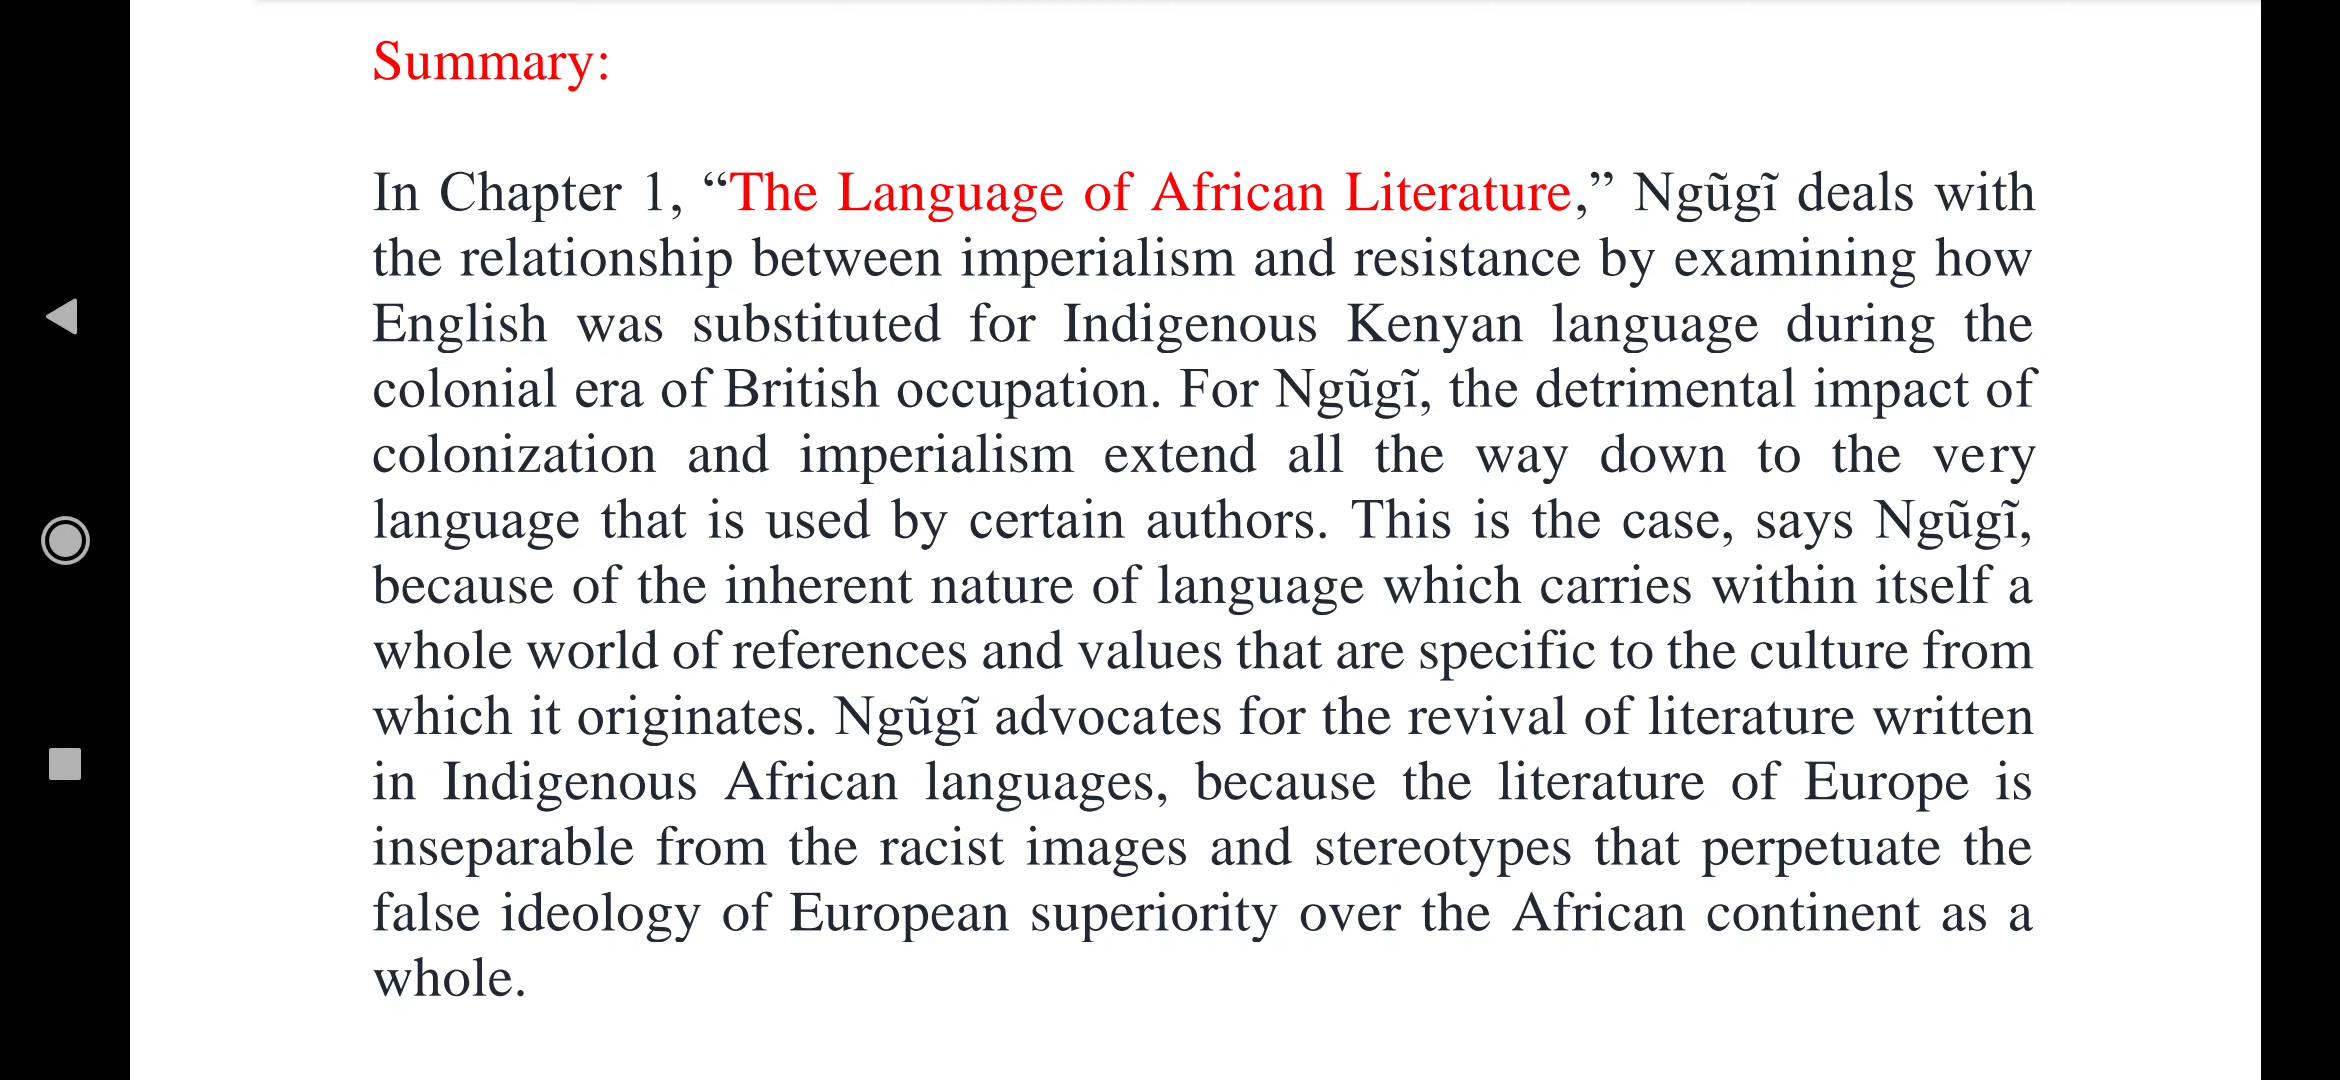 Summary:
In Chapter 1, “The Language of African Literature,” Ngũgĩ deals with
the relationship between imperialism and resistance by examining how
English was substituted for Indigenous Kenyan language during the
colonial era of British occupation. For Ngũgĩ, the detrimental impact of
colonization and imperialism extend all the way down to the very
language that is used by certain authors. This is the case, says Ngũgĩ,
because of the inherent nature of language which carries within itself a
whole world of references and values that are specific to the culture from
which it originates. Ngũgĩ advocates for the revival of literature written
in Indigenous African languages, because the literature of Europe is
inseparable from the racist images and stereotypes that perpetuate the
false ideology of European superiority over the African continent as a
whole.